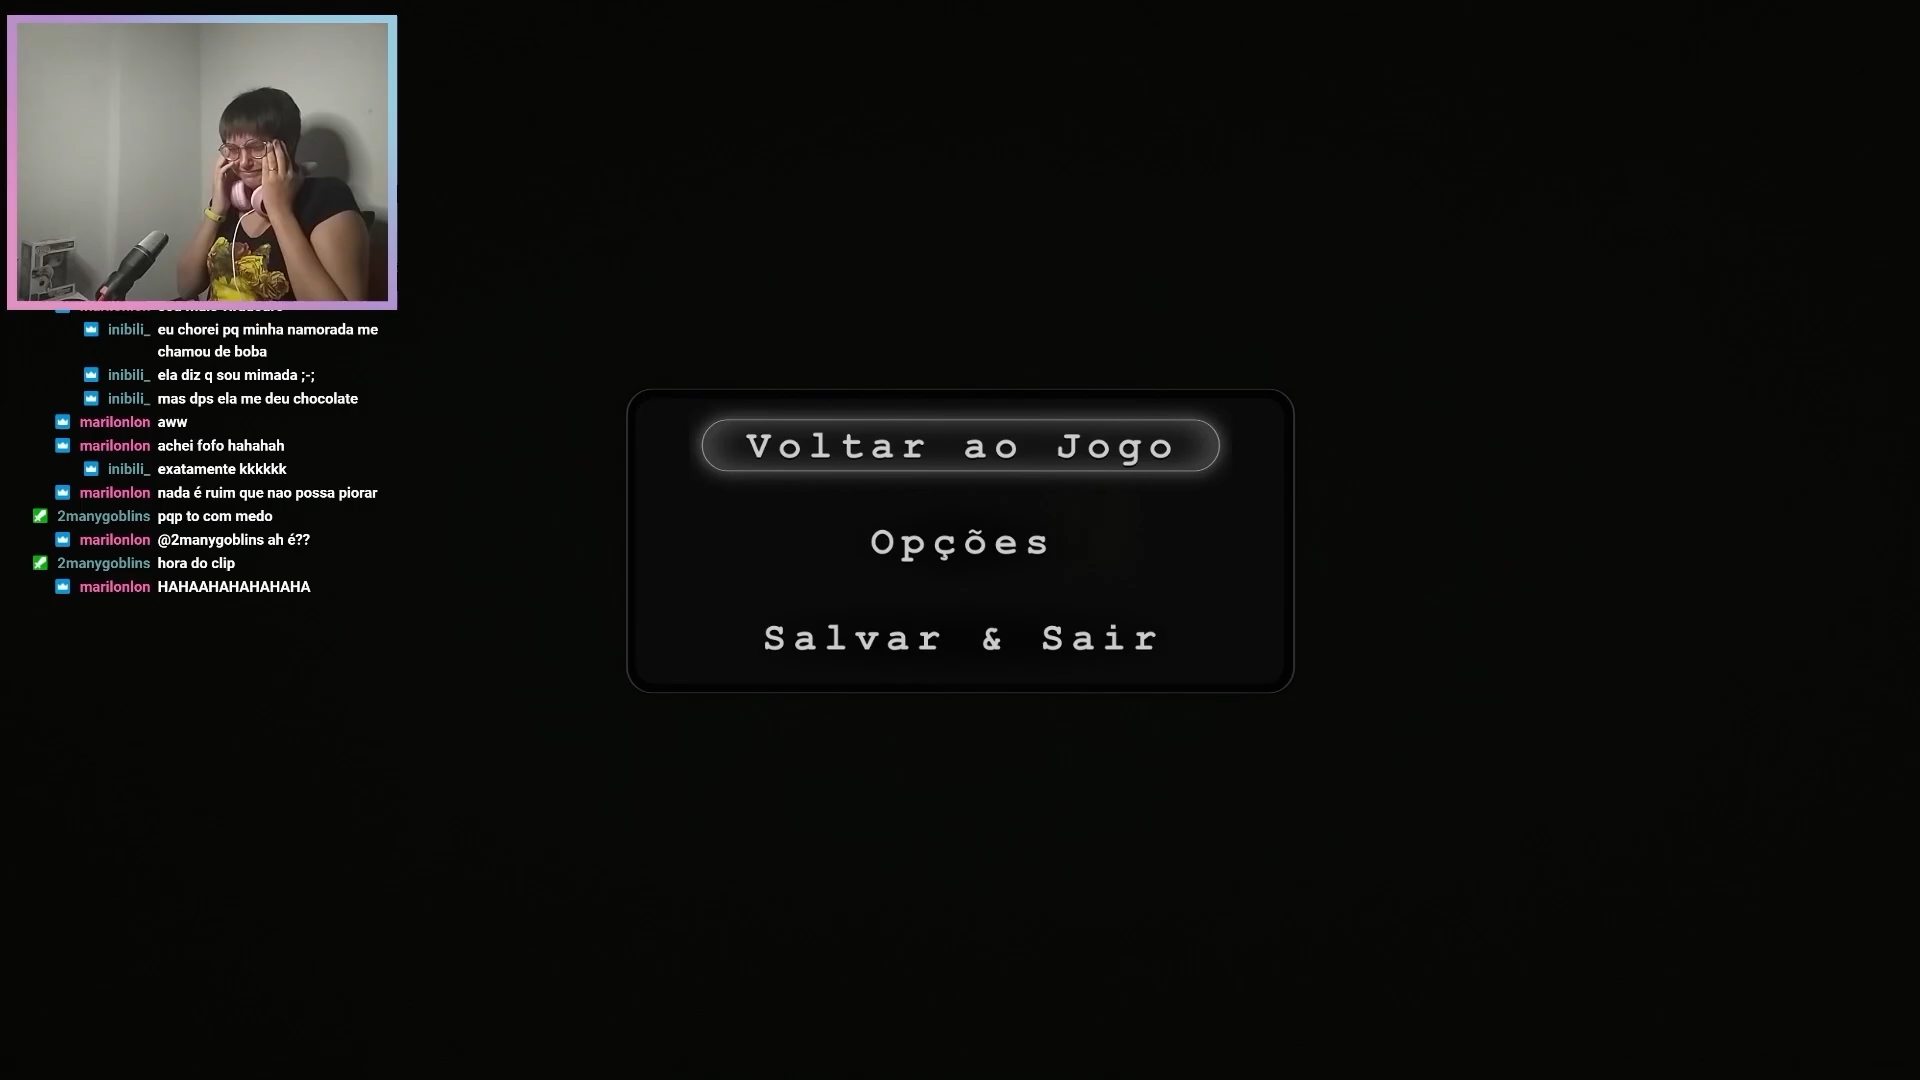 inibili_ eu chorei pq minha namorada me
chamou de boba
inibili_ ela diz q sou mimada ;-;
inibili_ mas dps ela me deu chocolate
marilonlon aww
marilonlon achei fofo hahahah
inibili_ exatamente kkkkkk
marilonlon nada é ruim que nao possa piorar
2manygoblins pqp to com medo
marilonlon @2manygoblins ah é??
2manygoblins hora do clip
marilonlon HAHAAHAHAHAHAHA
Voltar ao Jogo
Opções
Salvar & Sair